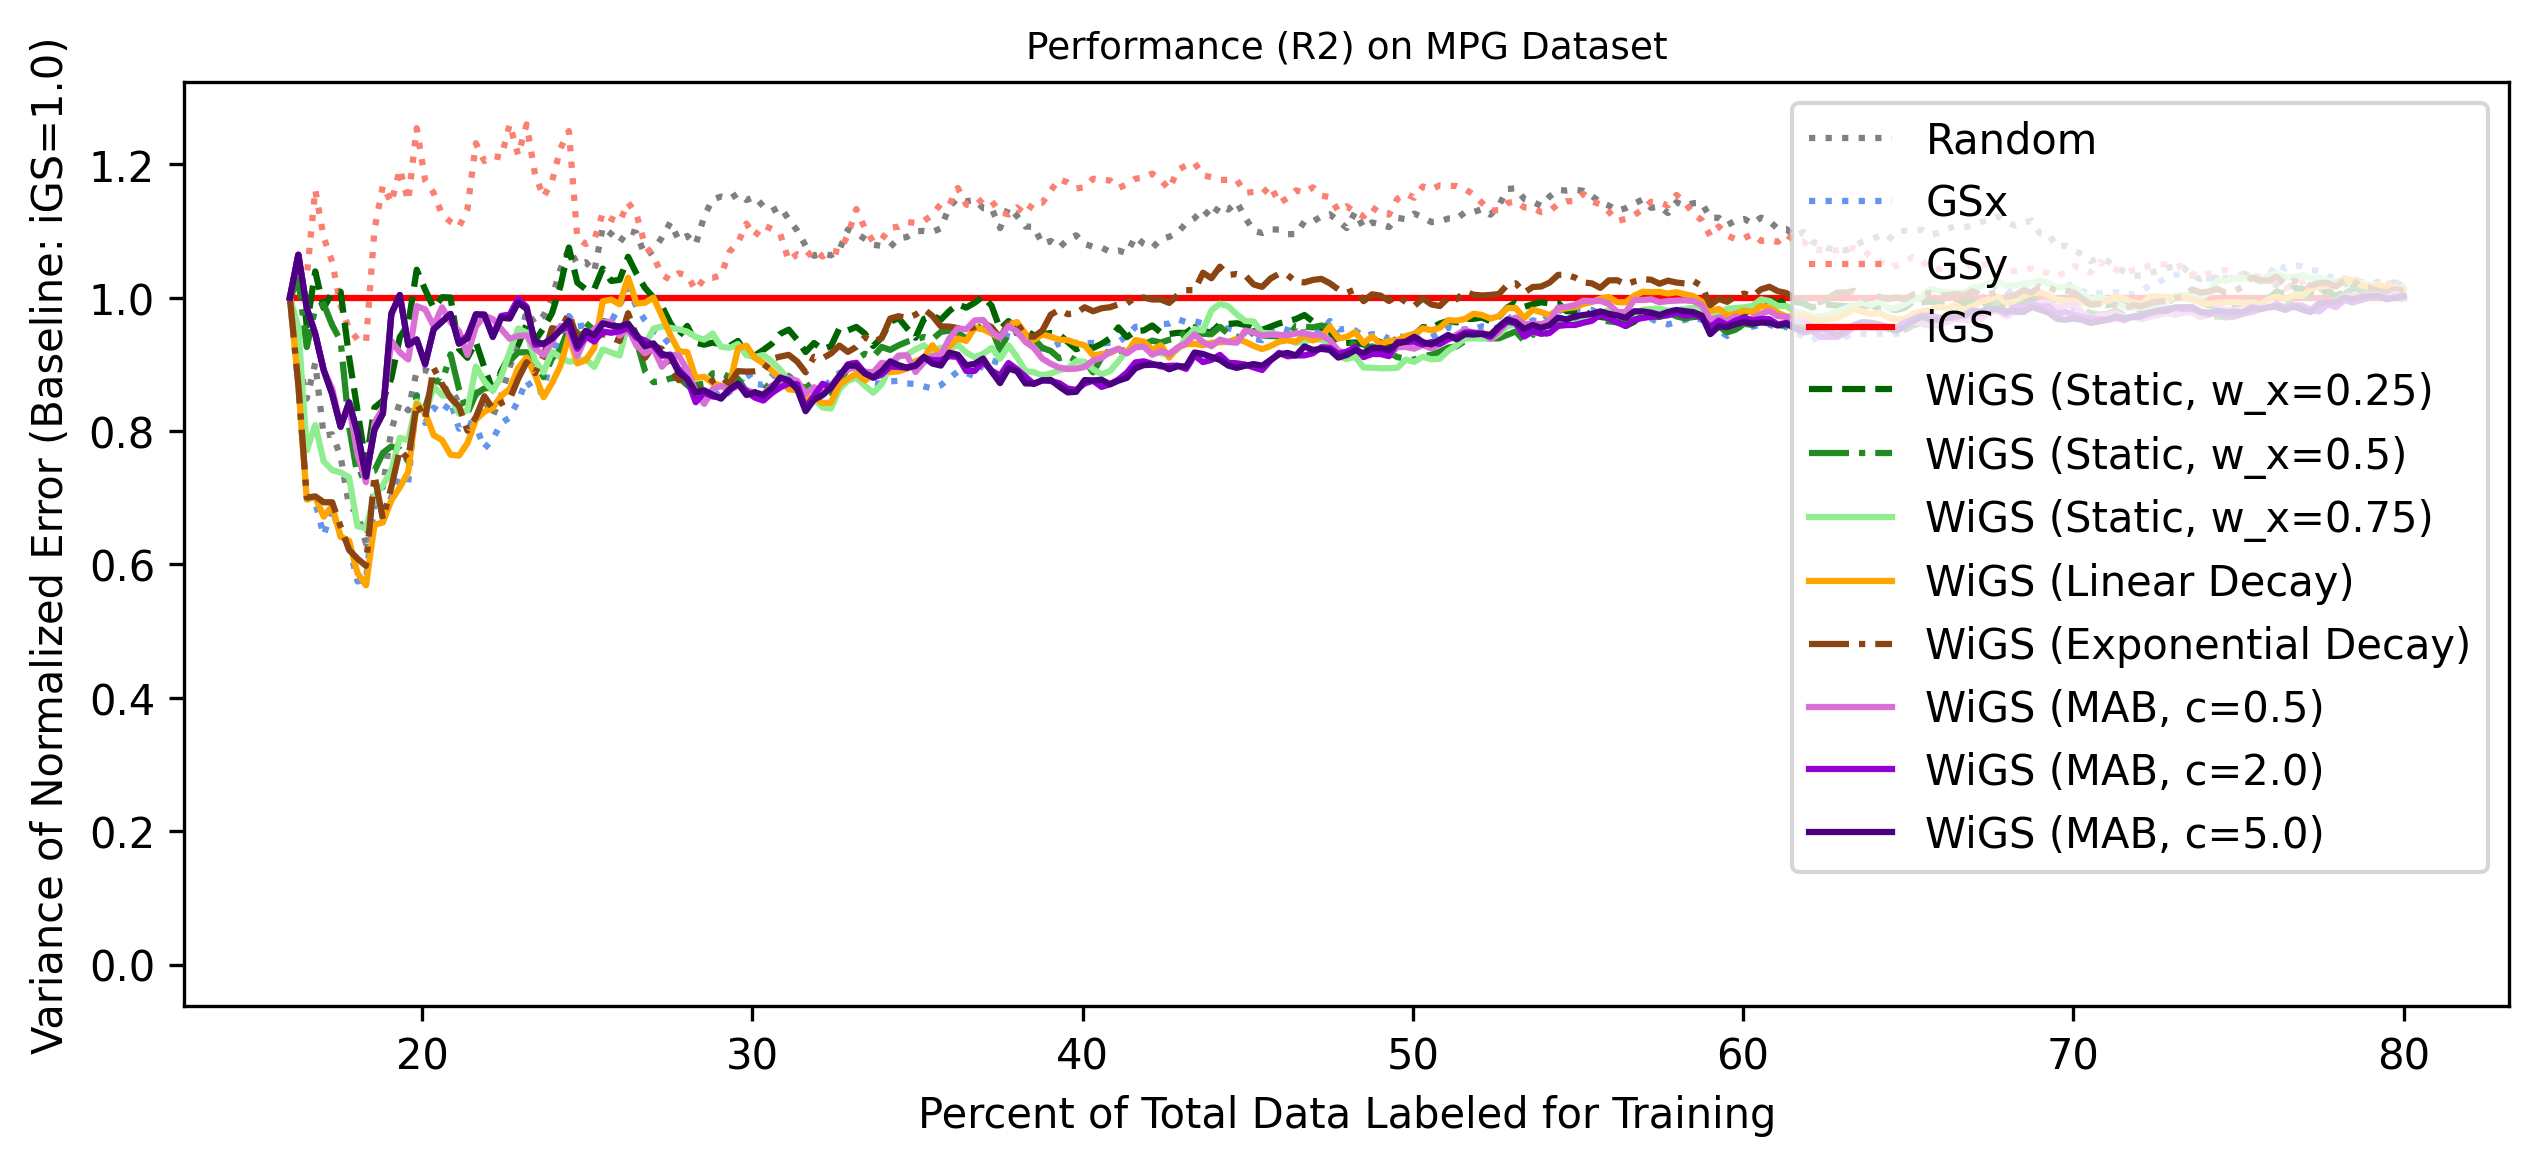 Performance (R2) on MPG Dataset
Variance of Normalized Error (Baseline: iGS=1.0)
1.2
1.0
0.8
0.6
0.4
0.2
0.0
Random
GSx
GSy
iGS
WiGS (Static, w_x=0.25)
WiGS (Static, w_x=0.5)
WiGS (Static, w_x=0.75)
WiGS (Linear Decay)
WiGS (Exponential Decay)
WiGS (MAB, c=0.5)
WiGS (MAB, c=2.0)
WiGS (MAB, c=5.0)
20 30 40 50 60 70 80
Percent of Total Data Labeled for Training